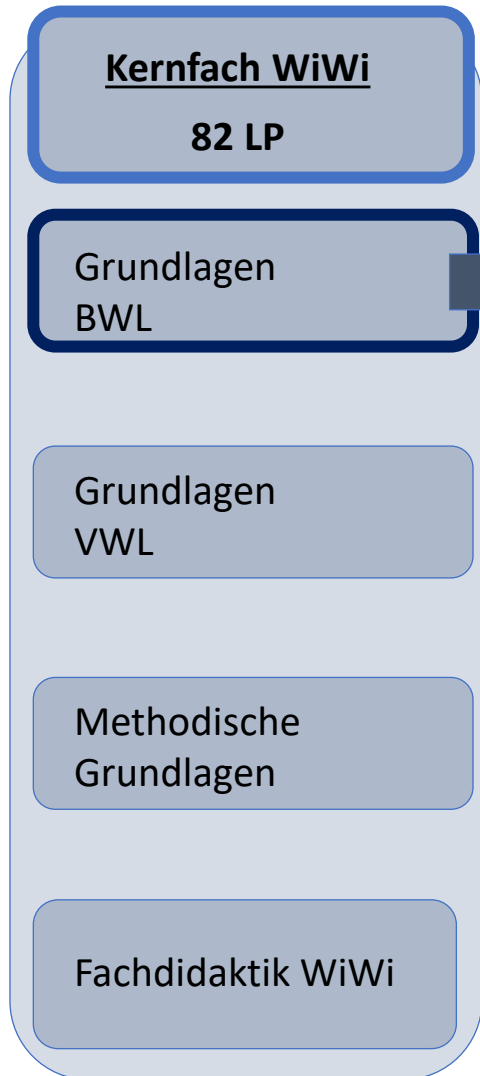 Kernfach WiWi
82 LP
Grundlagen
BWL
Grundlagen
VWL
Methodische
Grundlagen
Fachdidaktik WiWi